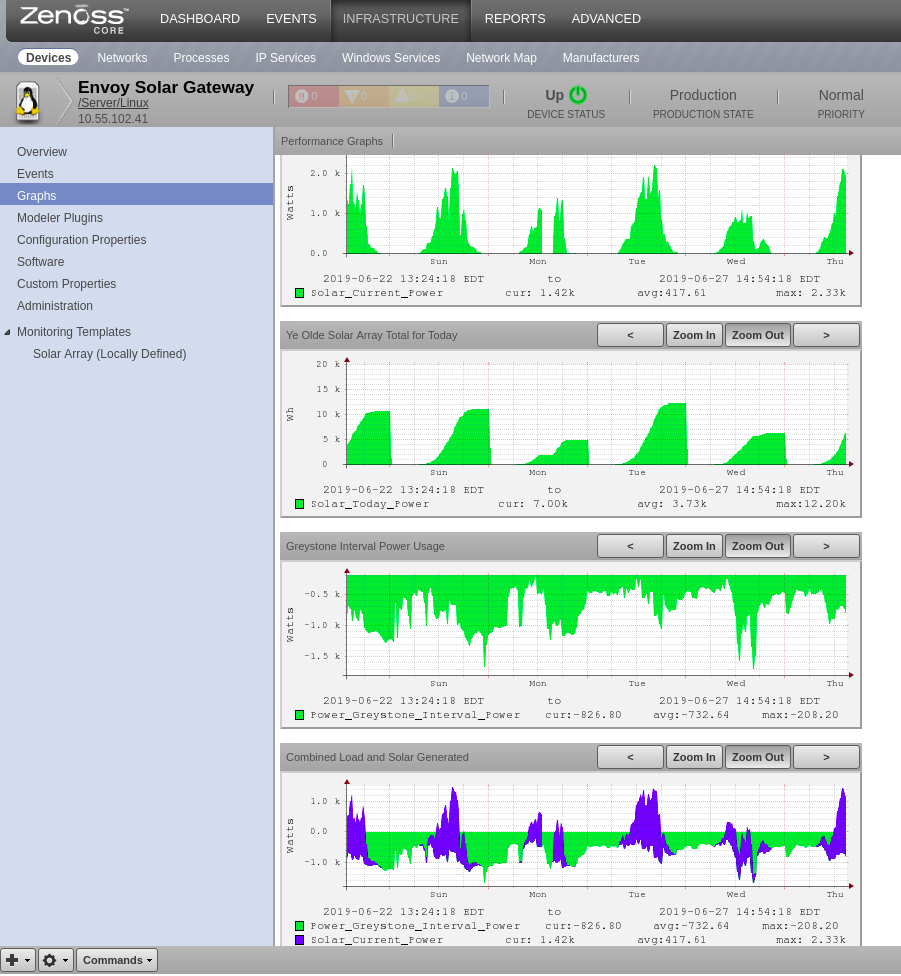 Zenoss™ CORE
DASHBOARD EVENTS INFRASTRUCTURE REPORTS ADVANCED
Devices Networks Processes IP Services Windows Services Network Map Manufacturers
Envoy Solar Gateway
/Server/Linux
10.55.102.41
0 0 0 0
Up
DEVICE STATUS
Production
PRODUCTION STATE
Normal
PRIORITY
Overview
Events
Graphs
Modeler Plugins
Configuration Properties
Software
Custom Properties
Administration
Monitoring Templates
Solar Array (Locally Defined)
Performance Graphs
Watts
2.0 k
1.0 k
0.0
Sun Mon Tue Wed Thu
2019-06-22 13:24:18 EDT to 2019-06-27 14:54:18 EDT
Solar_Current_Power cur: 1.42k avg:417.61 max: 2.33k
Ye Olde Solar Array Total for Today < Zoom In Zoom Out >
Wh
20 k
15 k
10 k
5 k
0
Sun Mon Tue Wed Thu
2019-06-22 13:24:18 EDT to 2019-06-27 14:54:18 EDT
Solar_Today_Power cur: 7.00k avg: 3.73k max:12.20k
Greystone Interval Power Usage < Zoom In Zoom Out >
Watts
-0.5 k
-1.0 k
-1.5 k
Sun Mon Tue Wed Thu
2019-06-22 13:24:18 EDT to 2019-06-27 14:54:18 EDT
Power_Greystone_Interval_Power cur:-826.80 avg:-732.64 max:-208.20
Combined Load and Solar Generated < Zoom In Zoom Out >
Watts
1.0 k
0.0
-1.0 k
Sun Mon Tue Wed Thu
2019-06-22 13:24:18 EDT to 2019-06-27 14:54:18 EDT
Power_Greystone_Interval_Power cur:-826.80 avg:-732.64 max:-208.20
Solar_Current_Power cur: 1.42k avg:417.61 max: 2.33k
Commands